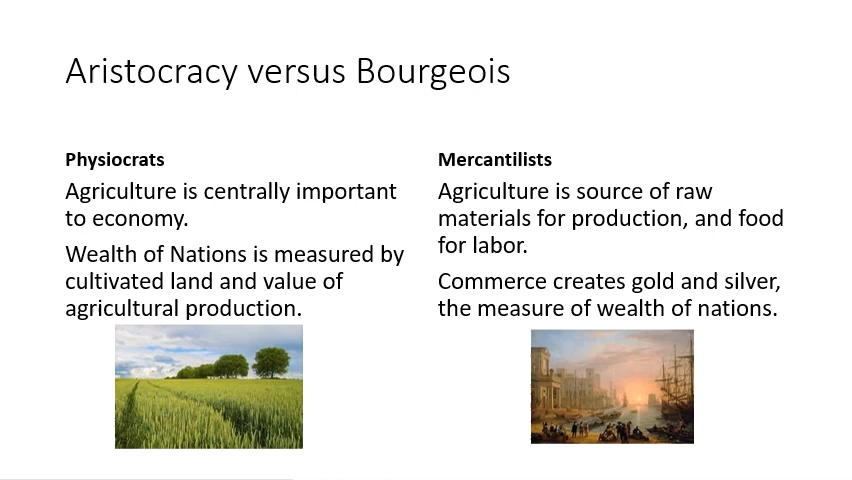 Aristocracy versus Bourgeois
Physiocrats
Agriculture is centrally important
to economy.
Wealth of Nations is measured by
cultivated land and value of
agricultural production.
Mercantilists
Agriculture is source of raw
materials for production, and food
for labor.
Commerce creates gold and silver,
the measure of wealth of nations.